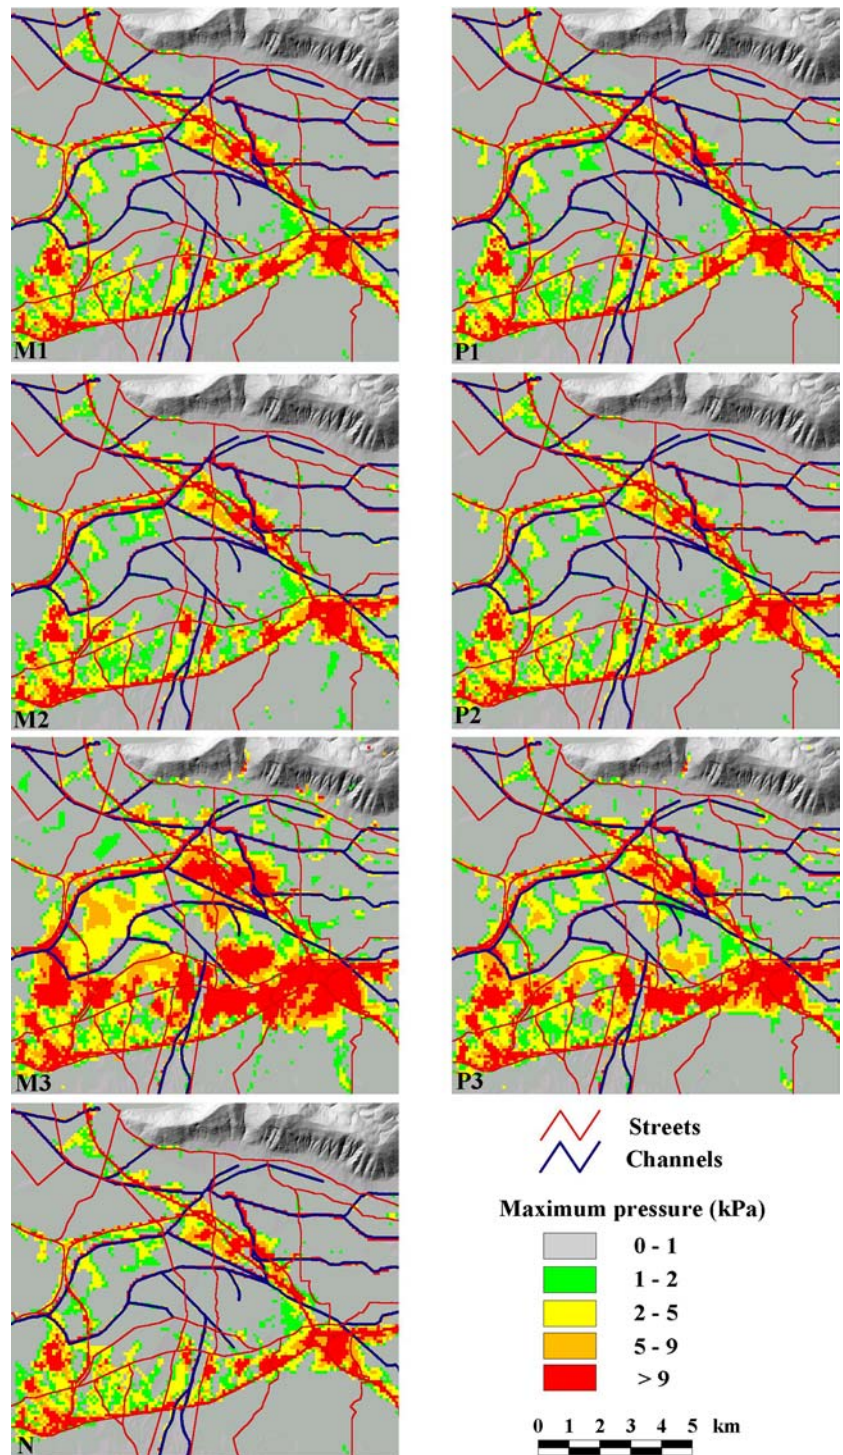 M1
P1
M2
P2
M3
P3
N
Streets
Channels
Maximum pressure (kPa)
0 - 1
1 - 2
2 - 5
5 - 9
> 9
0 1 2 3 4 5 km